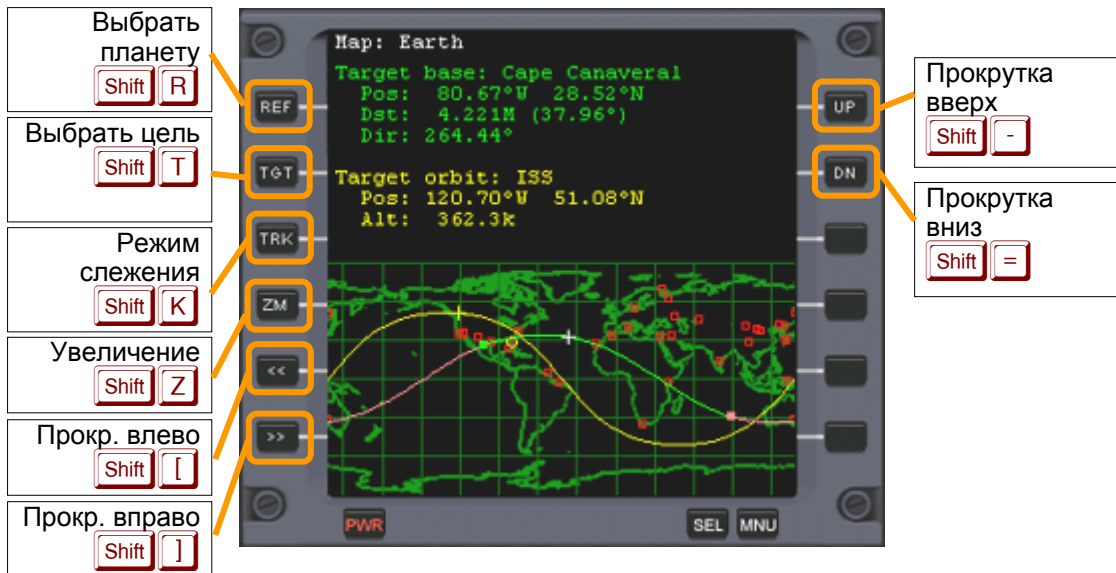 Выбрать
планету
Shift R
Выбрать цель
Shift T
Режим
слежения
Shift K
Увеличение
Shift Z
Прокр. влево
Shift [
Прокр. вправо
Shift ]
REF
TGT
TRK
ZM
<<
>>
Map: Earth
Target base: Cape Canaveral
Pos: 80.67°W 28.52°N
Dst: 4.221M (37.96°)
Dir: 264.44°
Target orbit: ISS
Pos: 120.70°W 51.08°N
Alt: 362.3k
PWR
SEL MNU
UP
DN
Прокрутка
вверх
Shift -
Прокрутка
вниз
Shift =